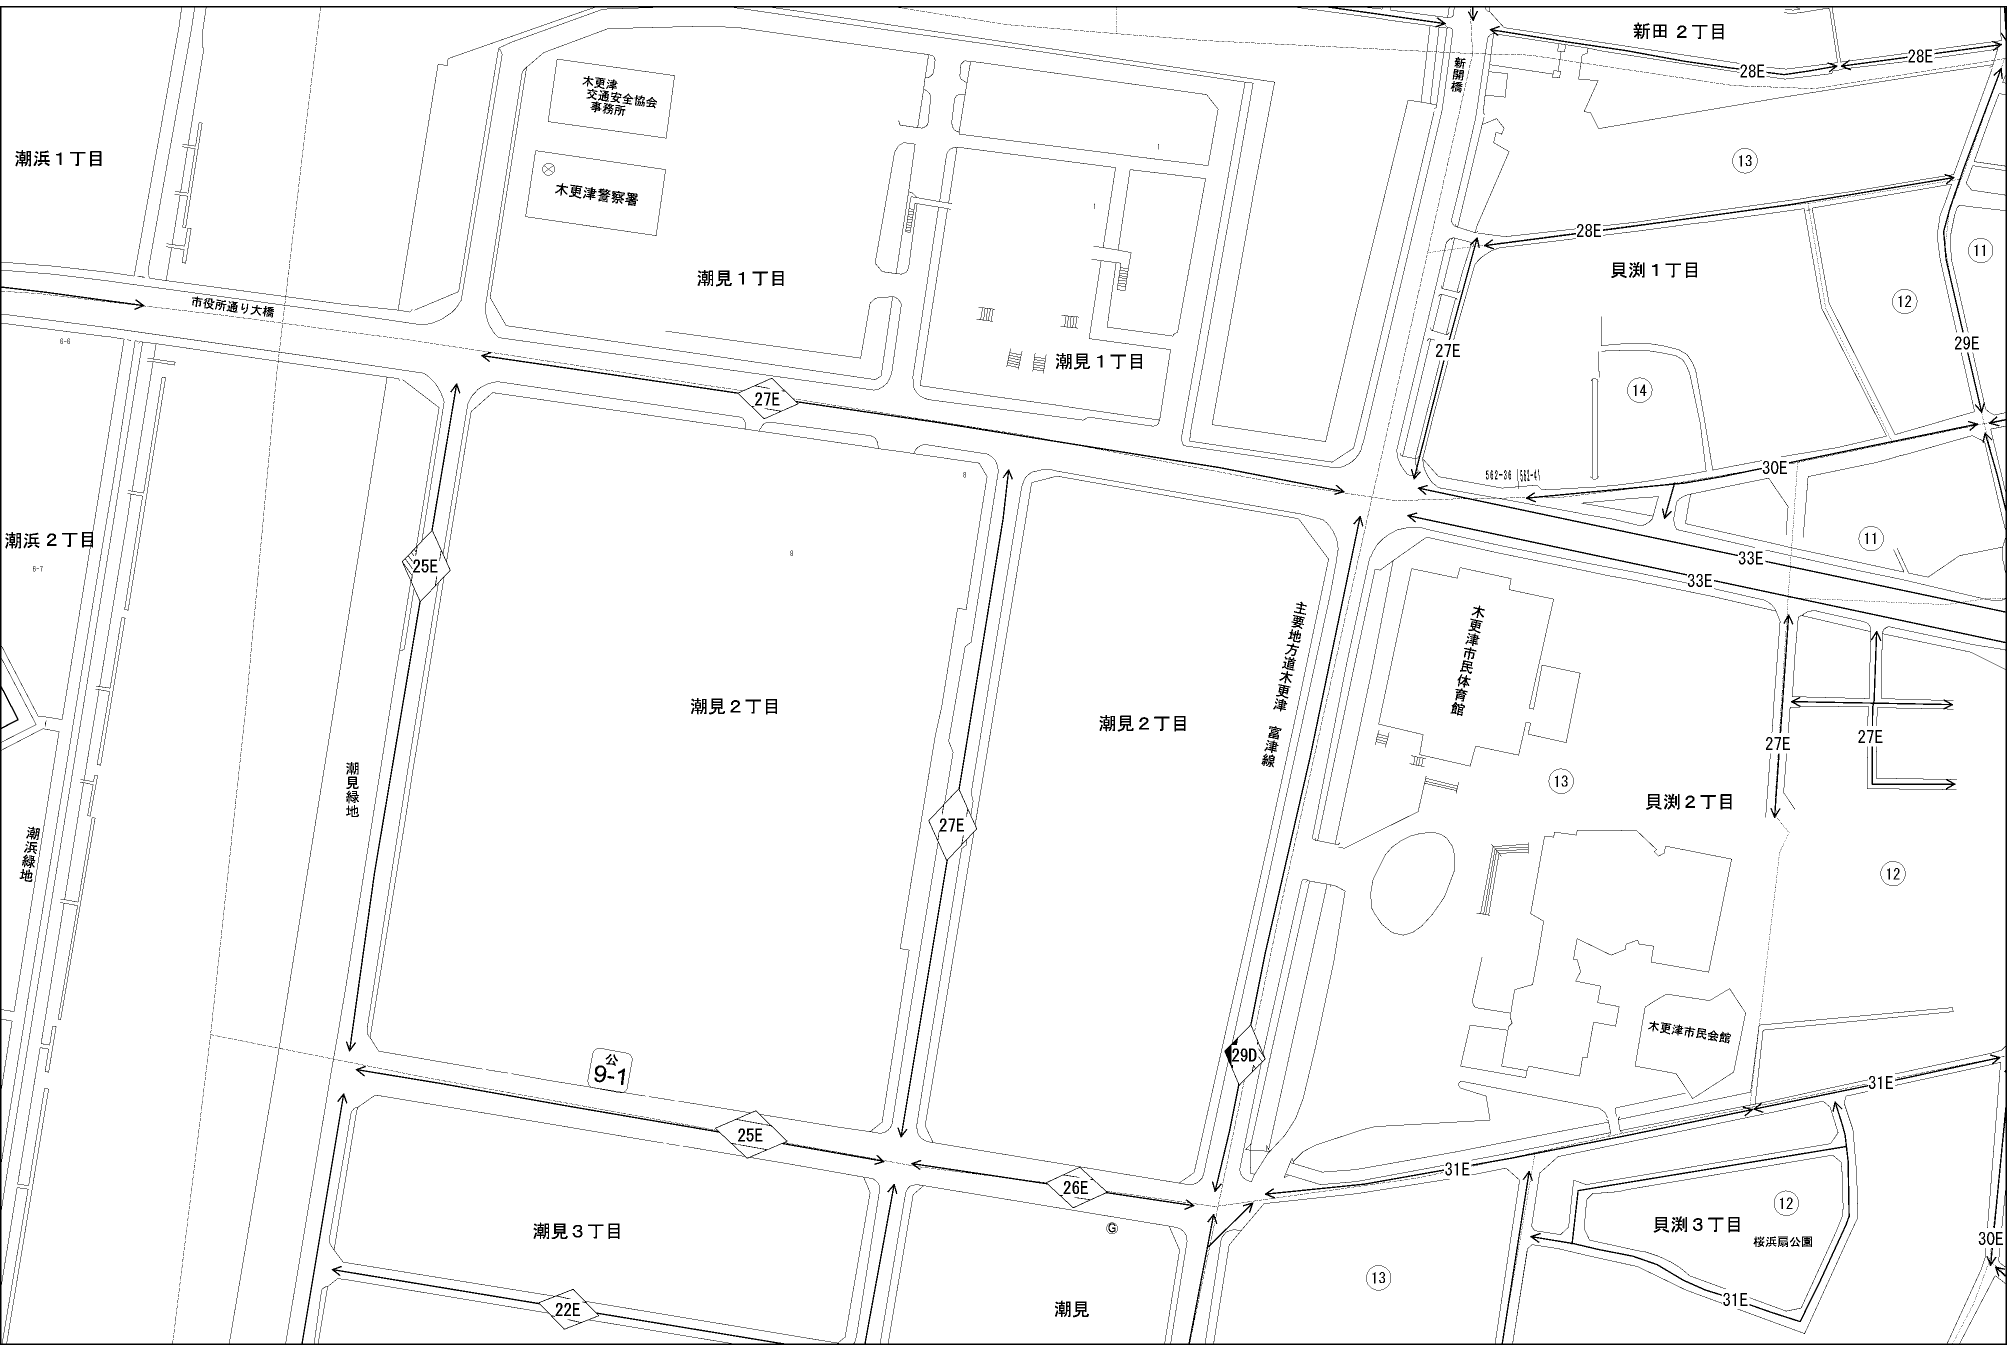 新田 2 丁目
28E
28E
新開橋
木更津
交通安全協会
事務所
潮浜 1 丁目
13
木更津警察署
28E
11
貝渕 1 丁目
潮見 1 丁目
12
市役所通り大橋
6-6
29E
27E
潮見 1 丁目
14
27E
30E
562-36
8
潮浜 2 丁目
11
9
33E
25E
6-7
33E
主要地方道木更津 富津線
木更津市民体育館
潮見 2 丁目
潮見 2 丁目
27E
27E
13
潮見緑地
貝渕 2 丁目
27E
潮浜緑地
12
木更津市民会館
29D
公
9-1
31E
25E
31E
26E
12
貝渕 3 丁目
G
潮見 3 丁目
桜浜扇公園
30E
13
31E
22E
潮見